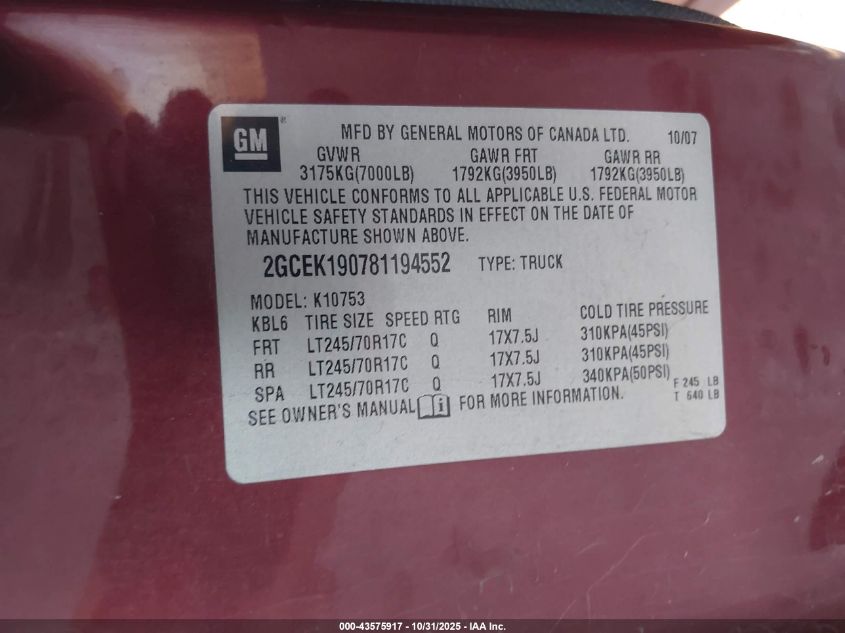 GM ®
MFD BY GENERAL MOTORS OF CANADA LTD. 10/07
GVWR GAWR FRT GAWR RR
3175KG(7000LB) 1792KG(3950LB) 1792KG(3950LB)
THIS VEHICLE CONFORMS TO ALL APPLICABLE U.S. FEDERAL MOTOR
VEHICLE SAFETY STANDARDS IN EFFECT ON THE DATE OF
MANUFACTURE SHOWN ABOVE.
2GCEK190781194552 TYPE: TRUCK
MODEL: K10753
KBL6 TIRE SIZE SPEED RTG RIM COLD TIRE PRESSURE
FRT LT245/70R17C Q 17X7.5J 310KPA(45PSI)
RR LT245/70R17C Q 17X7.5J 310KPA(45PSI)
SPA LT245/70R17C Q 17X7.5J 340KPA(50PSI) F 245 LB
SEE OWNER'S MANUAL i FOR MORE INFORMATION. T 640 LB
000-43575917 | 10/31/2025 | IAA Inc.